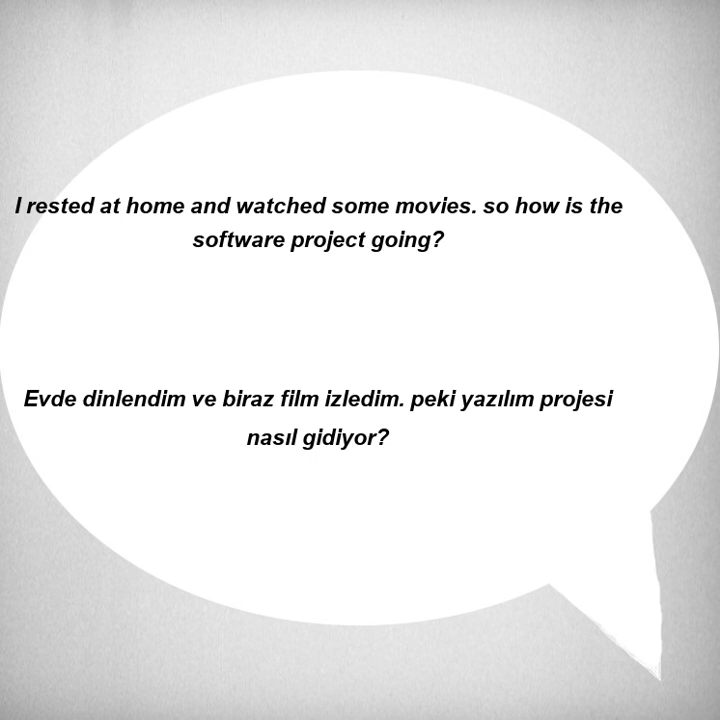 I rested at home and watched some movies. so how is the
software project going?
Evde dinlendim ve biraz film izledim. peki yazılım projesi
nasıl gidiyor?